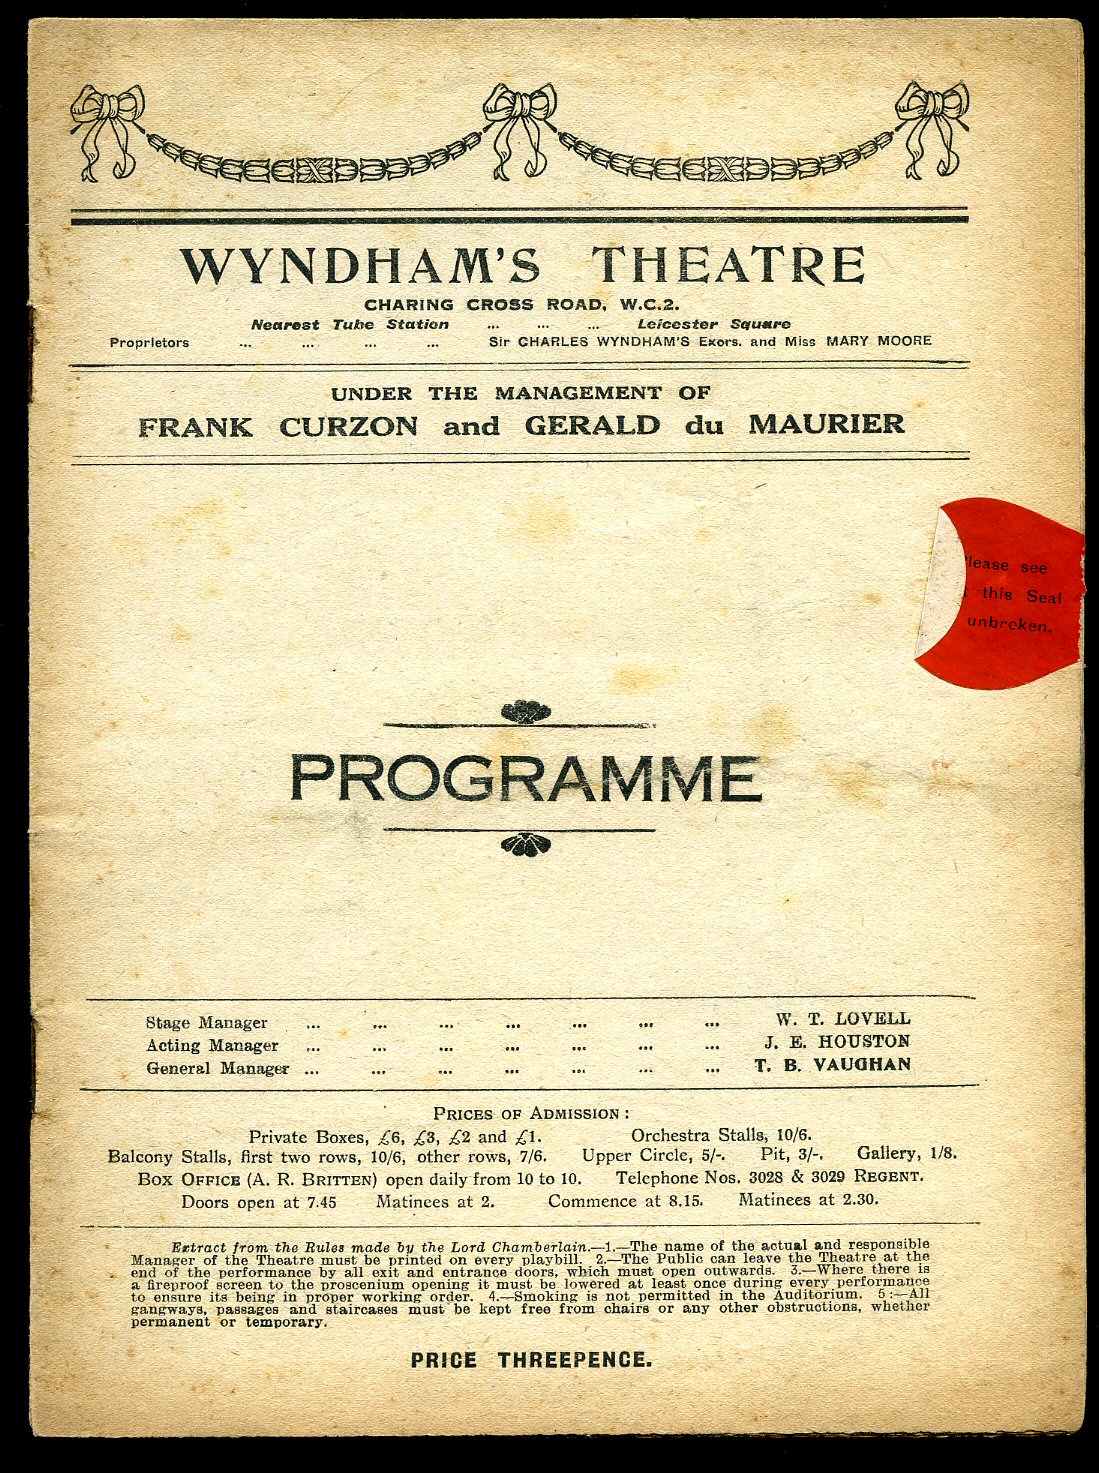 WYNDHAM'S THEATRE
CHARING CROSS ROAD, W.C.2.
Nearest Tube Station ... ... ... Leicester Square
Proprietors ... ... ... ... Sir CHARLES WYNDHAM'S Exors. and Miss MARY MOORE
UNDER THE MANAGEMENT OF
FRANK CURZON and GERALD du MAURIER
lease see
this Seal
unbroken.
PROGRAMME
Stage Manager ... ... ... ... ... ... ... W. T. LOVELL
Acting Manager ... ... ... ... ... ... ... J. E. HOUSTON
General Manager ... ... ... ... ... ... ... T. B. VAUGHAN
PRICES OF ADMISSION :
Private Boxes, £6, £3, £2 and £1. Orchestra Stalls, 10/6.
Balcony Stalls, first two rows, 10/6, other rows, 7/6. Upper Circle, 5/-. Pit, 3/-. Gallery, 1/8.
BOX OFFICE (A. R. BRITTEN) open daily from 10 to 10. Telephone Nos. 3028 & 3029 REGENT.
Doors open at 7.45 Matinees at 2. Commence at 8.15. Matinees at 2.30.
Extract from the Rules made by the Lord Chamberlain.—1.—The name of the actual and responsible
Manager of the Theatre must be printed on every playbill. 2.—The Public can leave the Theatre at the
end of the performance by all exit and entrance doors, which must open outwards. 3.—Where there is
a fireproof screen to the proscenium opening it must be lowered at least once during every performance
to ensure its being in proper working order. 4.—Smoking is not permitted in the Auditorium. 5:—All
gangways, passages and staircases must be kept free from chairs or any other obstructions, whether
permanent or temporary.
PRICE THREEPENCE.